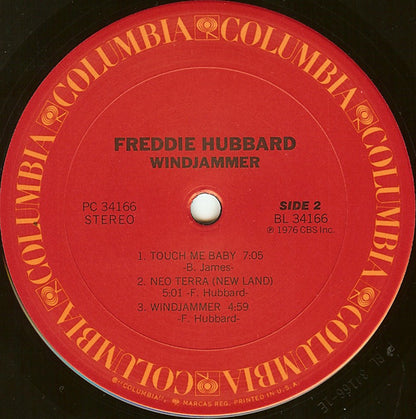 COLUMBIA COLUMBIA COLUMBIA COLUMBIA COLUMBIA COLUMBIA
FREDDIE HUBBARD
WINDJAMMER
PC 34166
STEREO
SIDE 2
BL 34166
℗ 1976 CBS Inc.
1. TOUCH ME BABY 7:05
-B. James-
2. NEO TERRA (NEW LAND)
5:01 -F. Hubbard-
3. WINDJAMMER 4:59
-F. Hubbard-
® "COLUMBIA", MARCAS REG. PRINTED IN U.S.A.